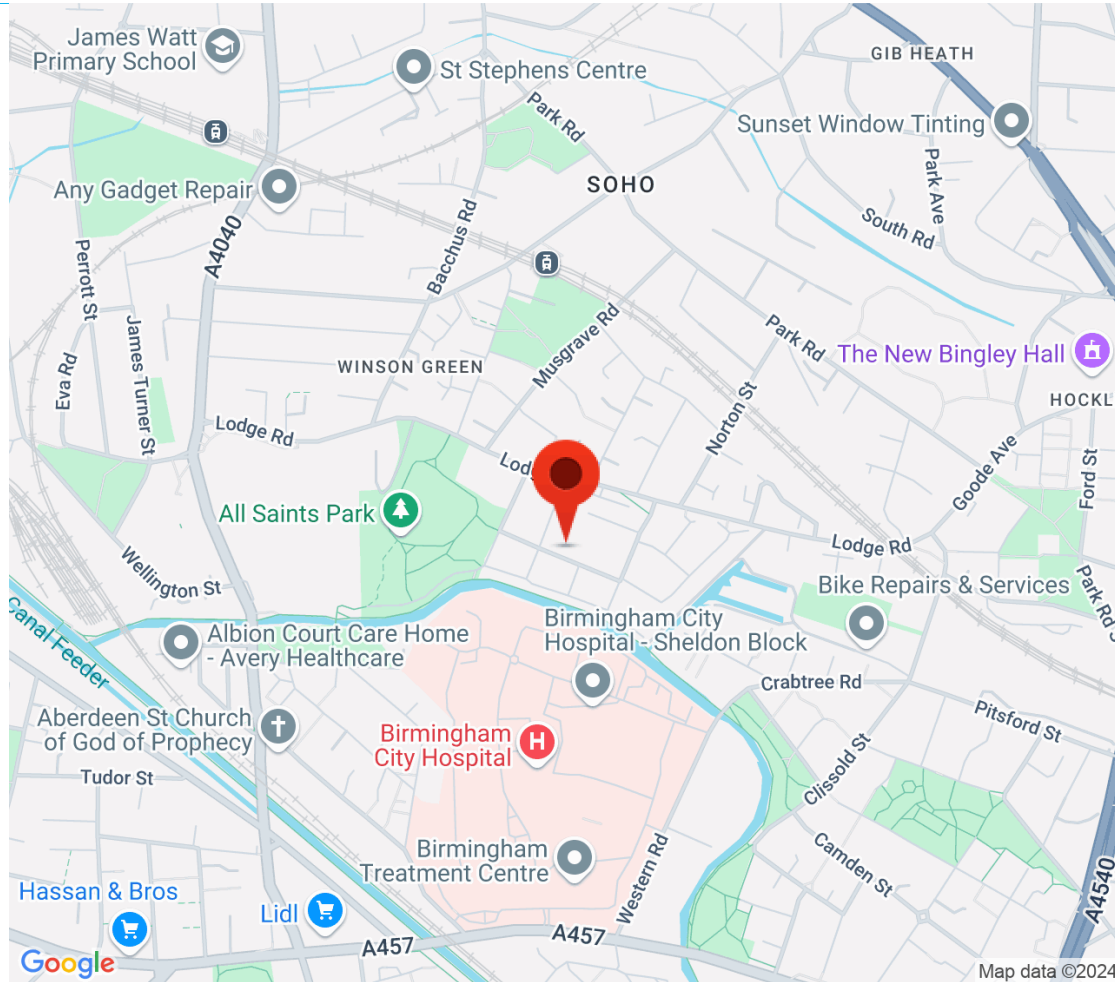 James Watt
Primary School
St Stephens Centre
GIB HEATH
Park Rd
Sunset Window Tinting
Park Ave
Any Gadget Repair
SOHO
A4040
Bacchus Rd
South Rd
Perrott St
James Turner St
Eva Rd
WINSON GREEN
Musgrave Rd
Park Rd
The New Bingley Hall
HOCKL
Norton St
Lodge Rd
Lod
Goode Ave
Ford St
All Saints Park
Lodge Rd
Wellington St
Bike Repairs & Services
Park Rd S
Canal Feeder
Albion Court Care Home
- Avery Healthcare
Birmingham City
Hospital - Sheldon Block
Crabtree Rd
Pitsford St
Aberdeen St Church
of God of Prophecy
Birmingham
City Hospital
H
Tudor St
Clissold St
Birmingham
Treatment Centre
Western Rd
Camden St
A4540
Hassan & Bros
Lidl
A457
A457
Google
Map data ©2024